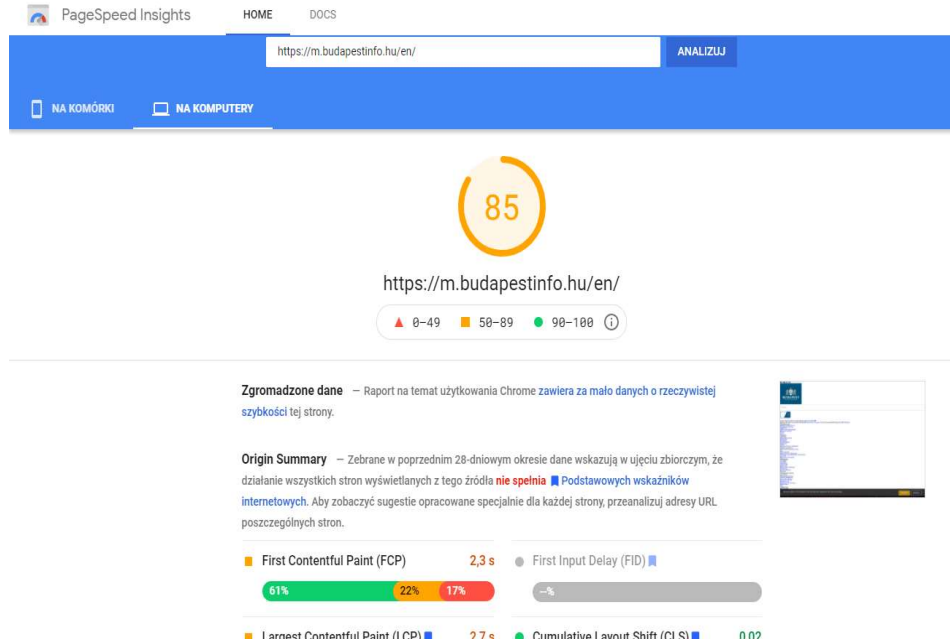 PageSpeed Insights HOME DOCS
https://m.budapestinfo.hu/en/ ANALIZUJ
NA KOMÓRKI NA KOMPUTERY
85
https://m.budapestinfo.hu/en/
0–49 50–89 90–100
Zgromadzone dane — Raport na temat użytkowania Chrome zawiera za mało danych o rzeczywistej
szybkości tej strony.
Origin Summary — Zebrane w poprzednim 28-dniowym okresie dane wskazują w ujęciu zbiorczym, że
działanie wszystkich stron wyświetlanych z tego źródła nie spełnia Podstawowych wskaźników
internetowych. Aby zobaczyć sugestie opracowane specjalnie dla każdej strony, przeanalizuj adresy URL
poszczególnych stron.
First Contentful Paint (FCP) 2,3 s First Input Delay (FID)
61% 22% 17% --%
Largest Contentful Paint (LCP) 2,7 s Cumulative Layout Shift (CLS) 0,02